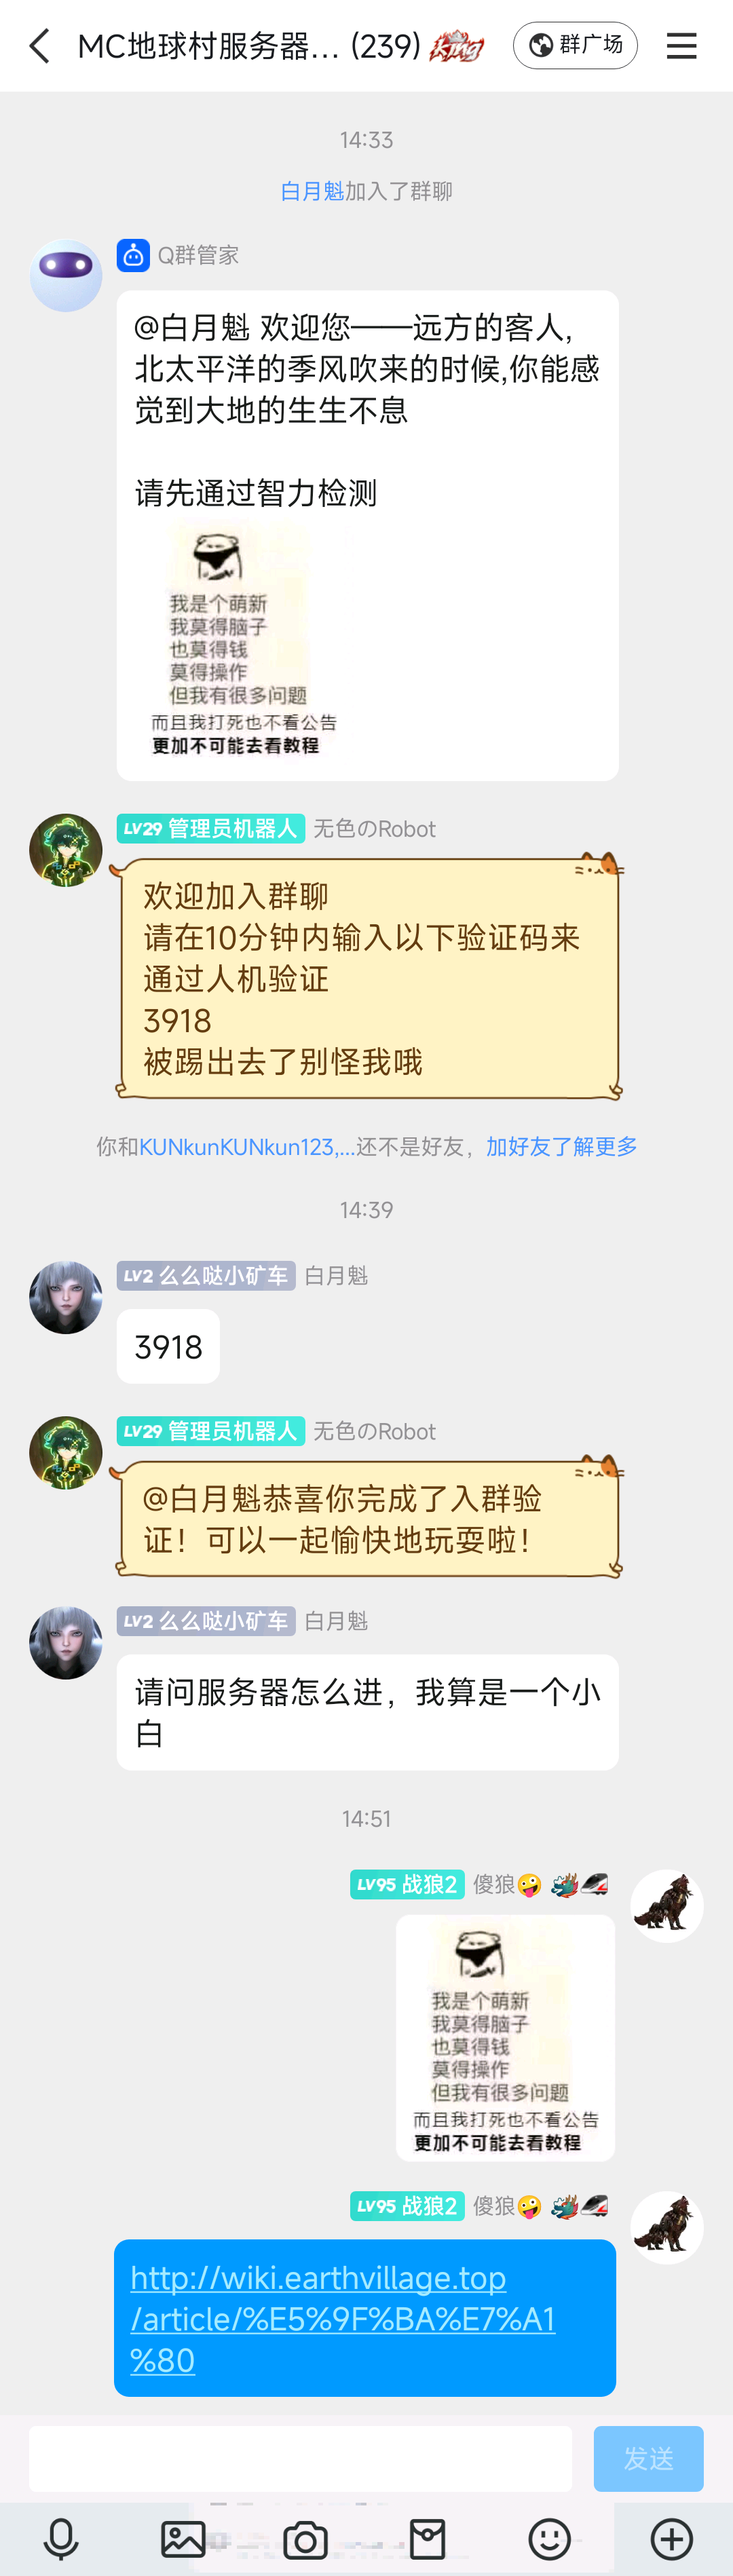 MC地球村服务器... (239)
群广场
14:33
白月魁加入了群聊
Q群管家
@白月魁 欢迎您——远方的客人,
北太平洋的季风吹来的时候,你能感
觉到大地的生生不息
请先通过智力检测
我是个萌新
我莫得脑子
也莫得钱
莫得操作
但我有很多问题
而且我打死也不看公告
更加不可能去看教程
LV29 管理员机器人 无色のRobot
欢迎加入群聊
请在10分钟内输入以下验证码来
通过人机验证
3918
被踢出去了别怪我哦
你和KUNkunKUNkun123,...还不是好友，加好友了解更多
14:39
LV2 么么哒小矿车 白月魁
3918
LV29 管理员机器人 无色のRobot
@白月魁恭喜你完成了入群验
证！可以一起愉快地玩耍啦！
LV2 么么哒小矿车 白月魁
请问服务器怎么进，我算是一个小
白
14:51
LV95 战狼2 傻狼🤪 🐲🚄
我是个萌新
我莫得脑子
也莫得钱
莫得操作
但我有很多问题
而且我打死也不看公告
更加不可能去看教程
LV95 战狼2 傻狼🤪 🐲🚄
http://wiki.earthvillage.top
/article/%E5%9F%BA%E7%A1
%80
发送